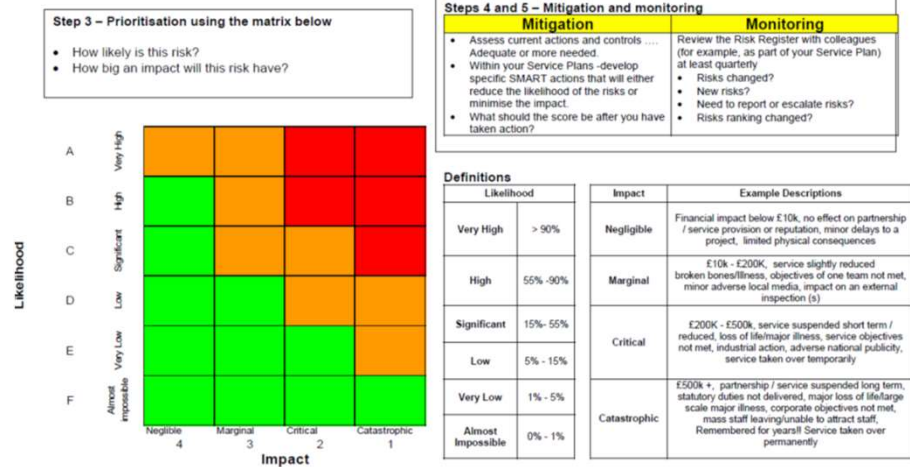 Step 3 – Prioritisation using the matrix below
• How likely is this risk?
• How big an impact will this risk have?
Steps 4 and 5 – Mitigation and monitoring
Mitigation
• Assess current actions and controls ….
Adequate or more needed.
• Within your Service Plans -develop
specific SMART actions that will either
reduce the likelihood of the risks or
minimise the impact.
• What should the score be after you have
taken action?
Monitoring
Review the Risk Register with colleagues
(for example, as part of your Service Plan)
at least quarterly
• Risks changed?
• New risks?
• Need to report or escalate risks?
• Risks ranking changed?
Likelihood
A Very High
B High
C Significant
D Low
E Very Low
F Almost
impossible
Neglible Marginal Critical Catastrophic
4 3 2 1
Impact
Definitions
Likelihood
Very High > 90%
High 55% -90%
Significant 15%- 55%
Low 5% - 15%
Very Low 1% - 5%
Almost
Impossible 0% - 1%
Impact Example Descriptions
Negligible
Financial impact below £10k, no effect on partnership
/ service provision or reputation, minor delays to a
project, limited physical consequences
Marginal
£10k - £200K, service slightly reduced
broken bones/Illness, objectives of one team not met,
minor adverse local media, impact on an external
inspection (s)
Critical
£200K - £500k, service suspended short term /
reduced, loss of life/major illness, service objectives
not met, industrial action, adverse national publicity,
service taken over temporarily
Catastrophic
£500k +, partnership / service suspended long term,
statutory duties not delivered, major loss of life/large
scale major illness, corporate objectives not met,
mass staff leaving/unable to attract staff,
Remembered for years!! Service taken over
permanently